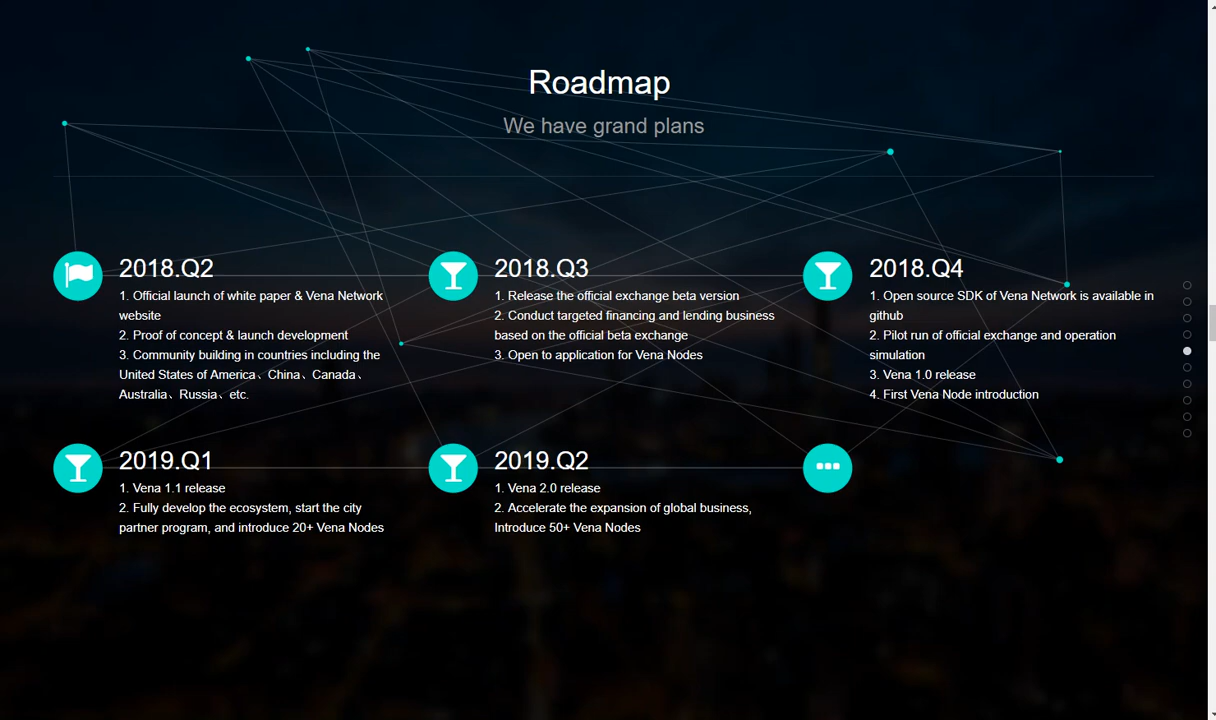 Roadmap
We have grand plans
2018.Q2
1. Official launch of white paper & Vena Network
website
2. Proof of concept & launch development
3. Community building in countries including the
United States of America、China、Canada、
Australia、Russia、etc.
2018.Q3
1. Release the official exchange beta version
2. Conduct targeted financing and lending business
based on the official beta exchange
3. Open to application for Vena Nodes
2018.Q4
1. Open source SDK of Vena Network is available in
github
2. Pilot run of official exchange and operation
simulation
3. Vena 1.0 release
4. First Vena Node introduction
2019.Q1
1. Vena 1.1 release
2. Fully develop the ecosystem, start the city
partner program, and introduce 20+ Vena Nodes
2019.Q2
1. Vena 2.0 release
2. Accelerate the expansion of global business,
Introduce 50+ Vena Nodes